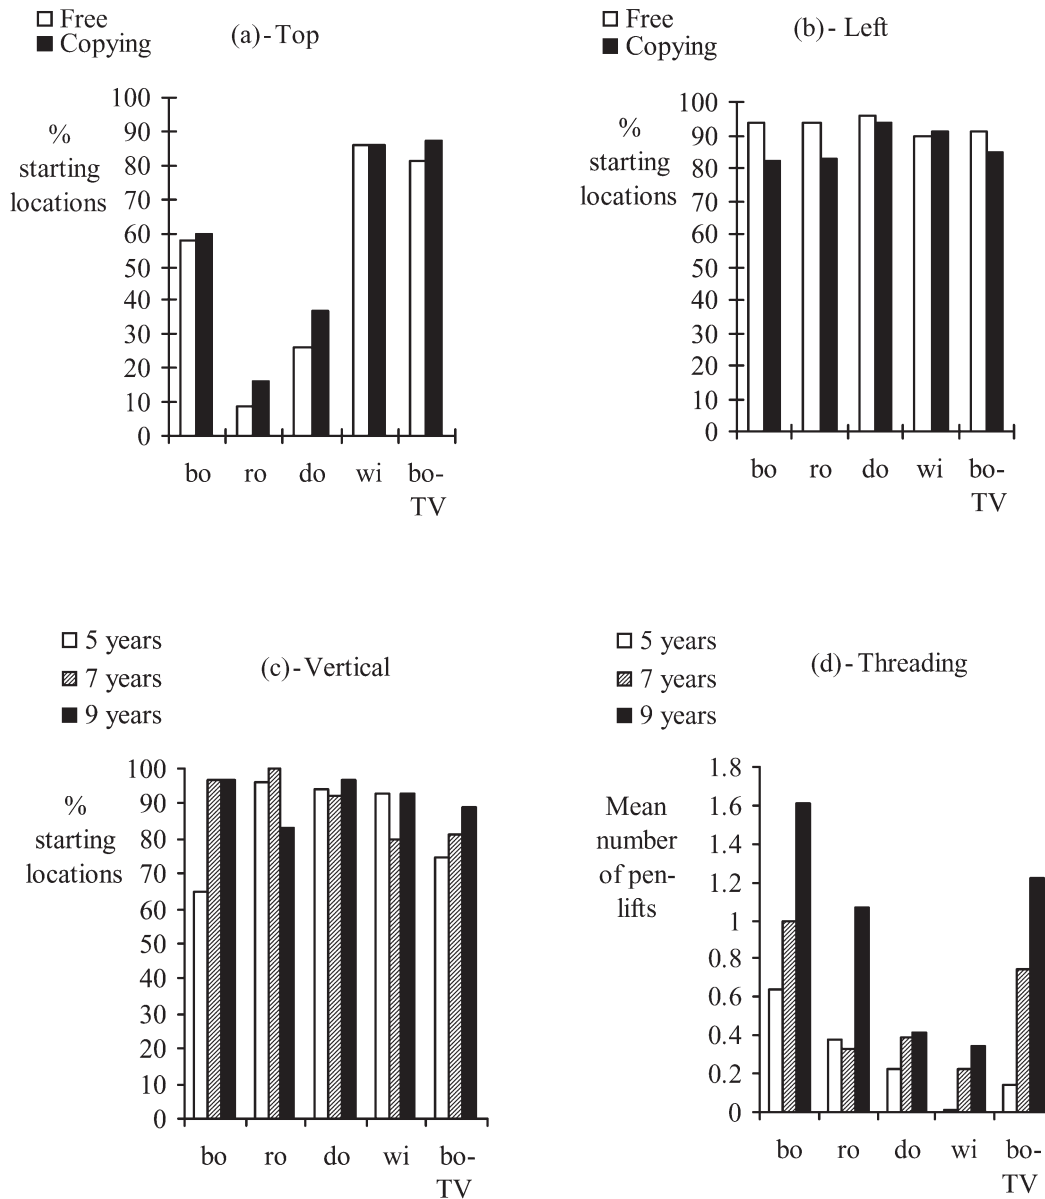 Free
Copying
(a)-Top
%
starting
locations
100
90
80
70
60
50
40
30
20
10
0
bo ro do wi bo-
TV
Free
Copying
(b)- Left
%
starting
locations
100
90
80
70
60
50
40
30
20
10
0
bo ro do wi bo-
TV
5 years
7 years
9 years
(c)-Vertical
%
starting
locations
100
90
80
70
60
50
40
30
20
10
0
bo ro do wi bo-
TV
5 years
7 years
9 years
(d)-Threading
Mean
number
of pen-
lifts
1.8
1.6
1.4
1.2
1
0.8
0.6
0.4
0.2
0
bo ro do wi bo-
TV